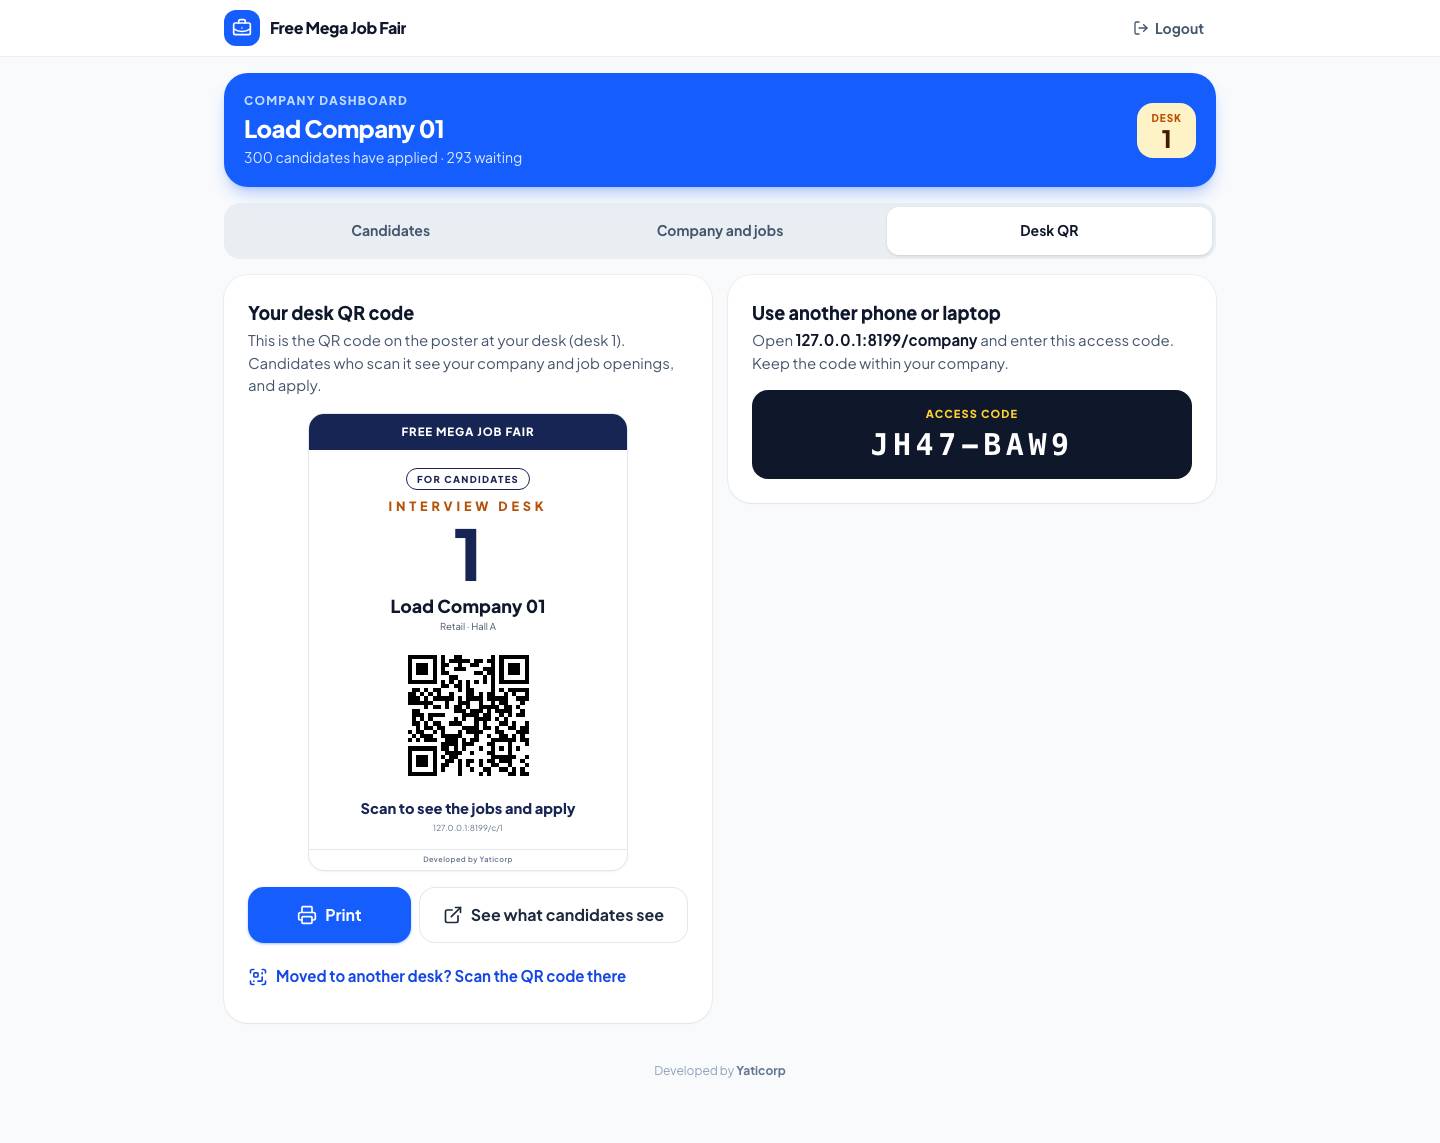 Free Mega Job Fair
Logout
COMPANY DASHBOARD
Load Company 01
300 candidates have applied · 293 waiting
DESK
1
Candidates
Company and jobs
Desk QR
Your desk QR code
This is the QR code on the poster at your desk (desk 1).
Candidates who scan it see your company and job openings,
and apply.
FREE MEGA JOB FAIR
FOR CANDIDATES
INTERVIEW DESK
1
Load Company 01
Retail · Hall A
Scan to see the jobs and apply
127.0.0.1:8199/c/1
Developed by Yaticorp
Print
See what candidates see
Moved to another desk? Scan the QR code there
Use another phone or laptop
Open 127.0.0.1:8199/company and enter this access code.
Keep the code within your company.
ACCESS CODE
JH47-BAW9
Developed by Yaticorp